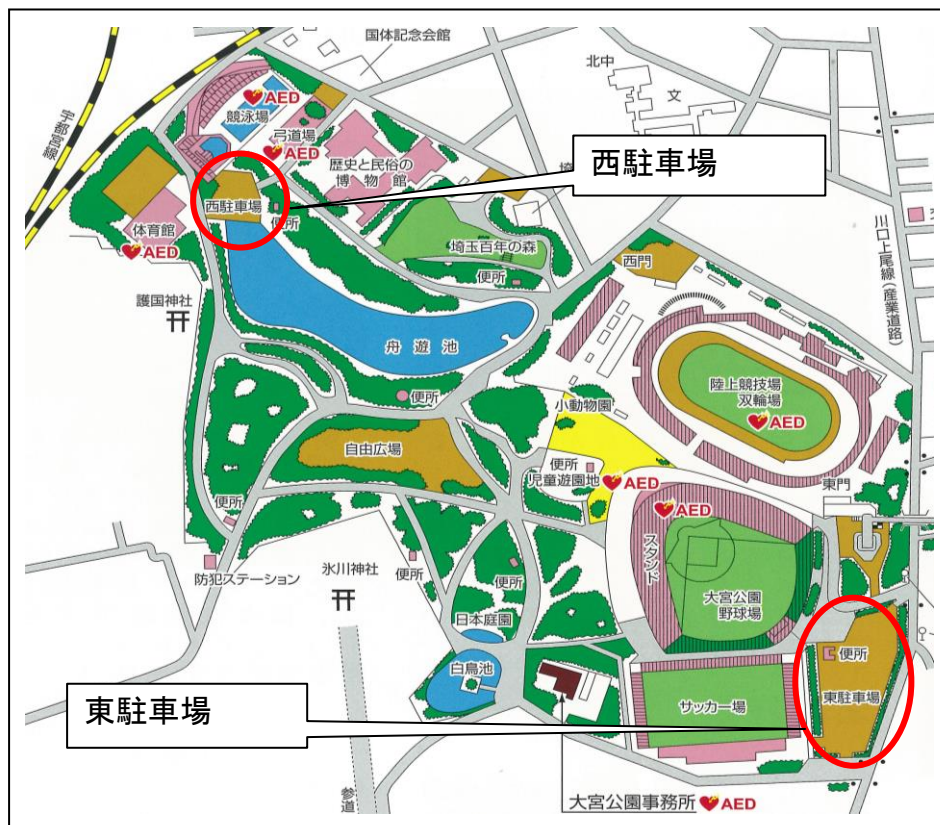 国体記念会館
北中
文
宇都宮線
AED
競泳場
弓道場
AED
歴史と民俗の
博物館
西駐車場
西駐車場
便所
体育館
AED
埼玉百年の森
便所
西門
川口上尾線(産業道路)
護国神社
舟遊池
陸上競技場
双輪場
AED
便所
小動物園
自由広場
便所
児童遊園地
AED
東門
AED
スタンド
便所
防犯ステーション
氷川神社
便所
便所
大宮公園
野球場
日本庭園
白鳥池
便所
東駐車場
東駐車場
サッカー場
参道
大宮公園事務所 AED